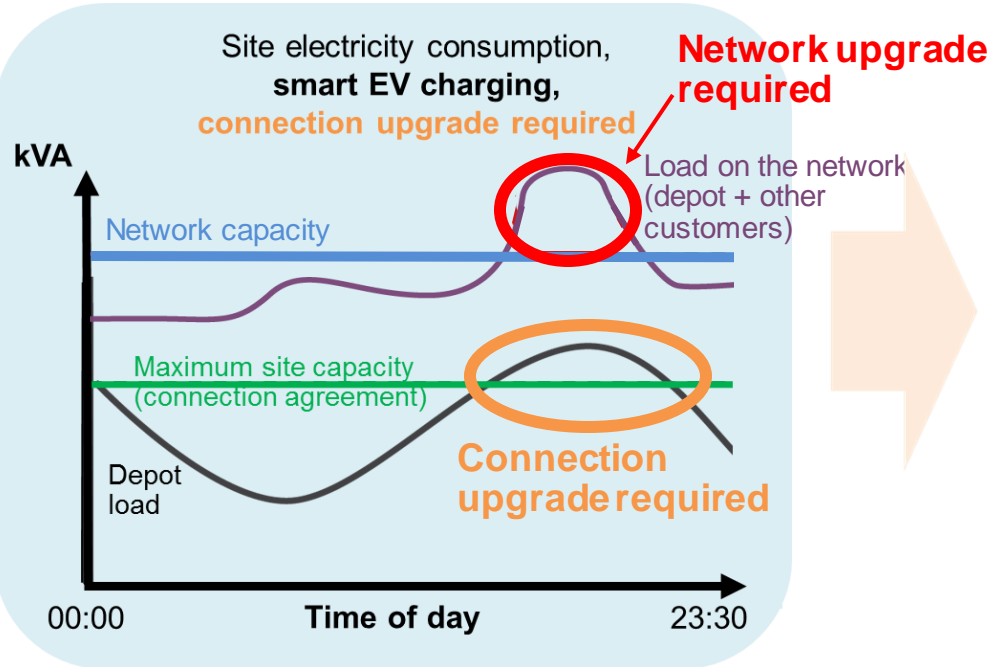 Site electricity consumption,
smart EV charging,
connection upgrade required
Network upgrade
required
kVA
Load on the network
(depot + other
customers)
Network capacity
Maximum site capacity
(connection agreement)
Depot
load
Connection
upgrade required
00:00
Time of day
23:30